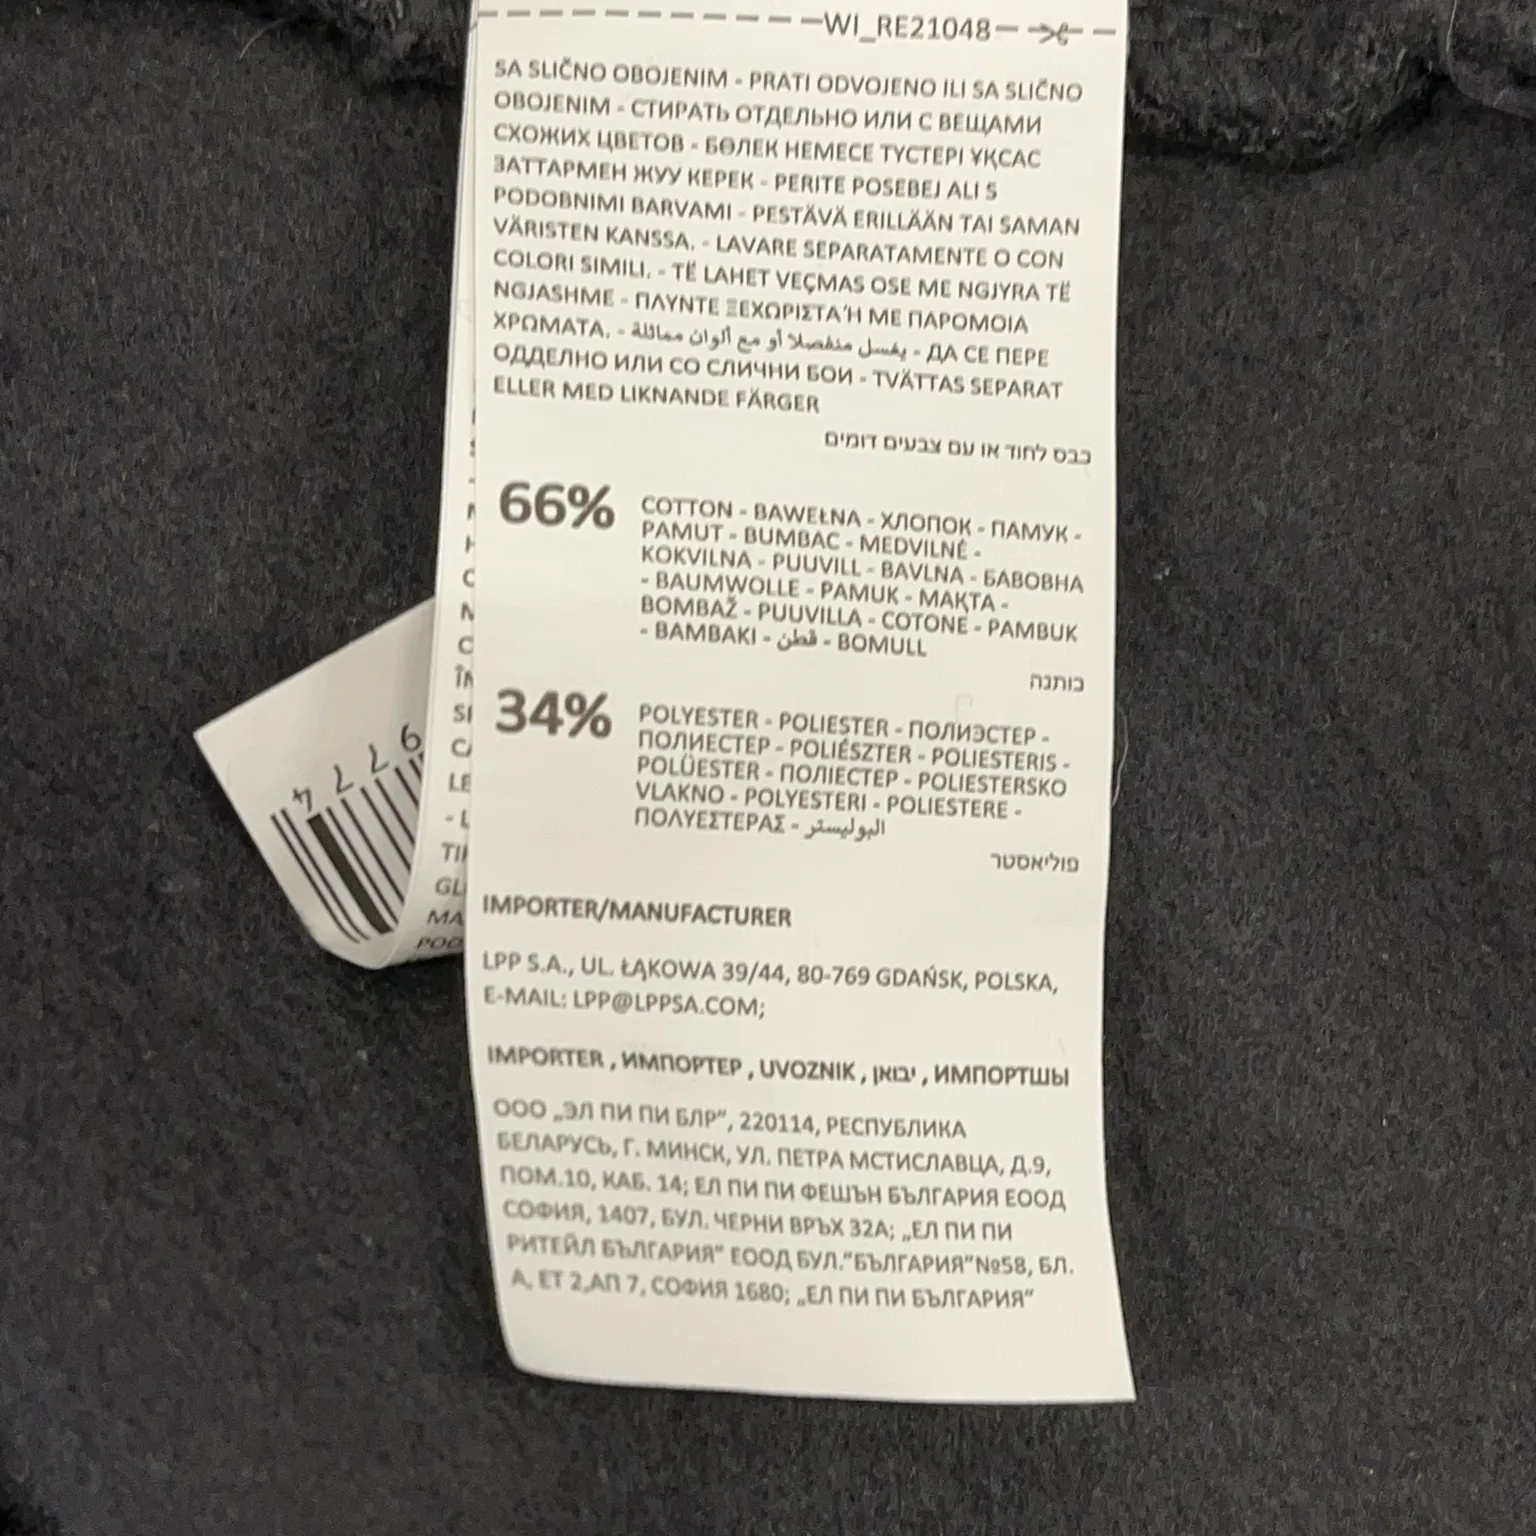 WI_RE21048
SA SLIČNO OBOJENIM - PRATI ODVOJENO ILI SA SLIČNO
OBOJENIM - СТИРАТЬ ОТДЕЛЬНО ИЛИ С ВЕЩАМИ
СХОЖИХ ЦВЕТОВ - БӨЛЕК НЕМЕСЕ ТҮСТЕРІ ҰҚСАС
ЗАТТАРМЕН ЖУУ КЕРЕК - PERITE POSEBEJ ALI S
PODOBNIMI BARVAMI - PESTÄVÄ ERILLÄÄN TAI SAMAN
VÄRISTEN KANSSA. - LAVARE SEPARATAMENTE O CON
COLORI SIMILI. - TË LAHET VEÇMAS OSE ME NGJYRA TË
NGJASHME - ΠΛΥΝΤΕ ΞΕΧΩΡΙΣΤΑ Ή ΜΕ ΠΑΡΟΜΟΙΑ
ΧΡΩΜΑΤΑ. - يغسل منفصلا أو مع ألوان مماثلة - ДА СЕ ПЕРЕ
ОДДЕЛНО ИЛИ СО СЛИЧНИ БОИ - TVÄTTAS SEPARAT
ELLER MED LIKNANDE FÄRGER
כבס לחוד או עם צבעים דומים
66% COTTON - BAWEŁNA - ХЛОПОК - ПАМУК -
PAMUT - BUMBAC - MEDVILNĖ -
KOKVILNA - PUUVILL - BAVLNA - БАВОВНА
- BAUMWOLLE - PAMUK - МАҚТА -
BOMBAŽ - PUUVILLA - COTONE - PAMBUK
- BAMBAKI - قطن - BOMULL
כותנה
34% POLYESTER - POLIESTER - ПОЛИЭСТЕР -
ПОЛИЕСТЕР - POLIÉSZTER - POLIESTERIS -
POLÜESTER - ПОЛІЕСТЕР - POLIESTERSKO
VLAKNO - POLYESTERI - POLIESTERE -
ΠΟΛΥΕΣΤΕΡΑΣ - البوليستر
פוליאסטר
IMPORTER/MANUFACTURER
LPP S.A., UL. ŁĄKOWA 39/44, 80-769 GDAŃSK, POLSKA,
E-MAIL: LPP@LPPSA.COM;
IMPORTER , ИМПОРТЕР , UVOZNIK , יבואן , ИМПОРТШЫ
ООО „ЭЛ ПИ ПИ БЛР", 220114, РЕСПУБЛИКА
БЕЛАРУСЬ, Г. МИНСК, УЛ. ПЕТРА МСТИСЛАВЦА, Д.9,
ПОМ.10, КАБ. 14; ЕЛ ПИ ПИ ФЕШЪН БЪЛГАРИЯ ЕООД
СОФИЯ, 1407, БУЛ. ЧЕРНИ ВРЪХ 32А; „ЕЛ ПИ ПИ
РИТЕЙЛ БЪЛГАРИЯ" ЕООД БУЛ."БЪЛГАРИЯ"№58, БЛ.
А, ЕТ 2,АП 7, СОФИЯ 1680; „ЕЛ ПИ ПИ БЪЛГАРИЯ"